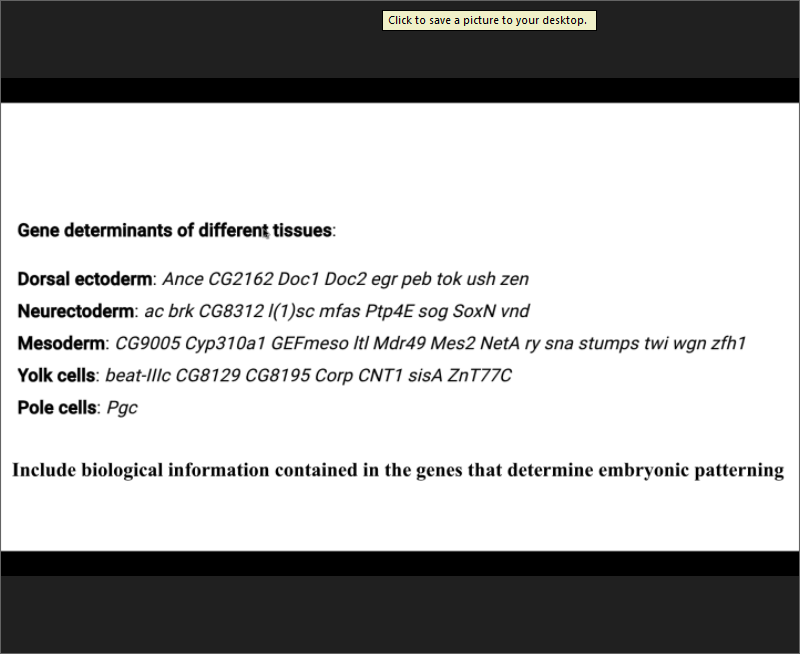 Click to save a picture to your desktop.
Gene determinants of different tissues:
Dorsal ectoderm: Ance CG2162 Doc1 Doc2 egr peb tok ush zen
Neurectoderm: ac brk CG8312 l(1)sc mfas Ptp4E sog SoxN vnd
Mesoderm: CG9005 Cyp310a1 GEFmeso ltl Mdr49 Mes2 NetA ry sna stumps twi wgn zfh1
Yolk cells: beat-IIIc CG8129 CG8195 Corp CNT1 sisA ZnT77C
Pole cells: Pgc
Include biological information contained in the genes that determine embryonic patterning